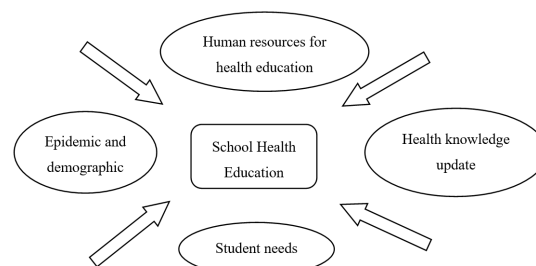 Human resources for
health education
Epidemic and
demographic
School Health
Education
Health knowledge
update
Student needs